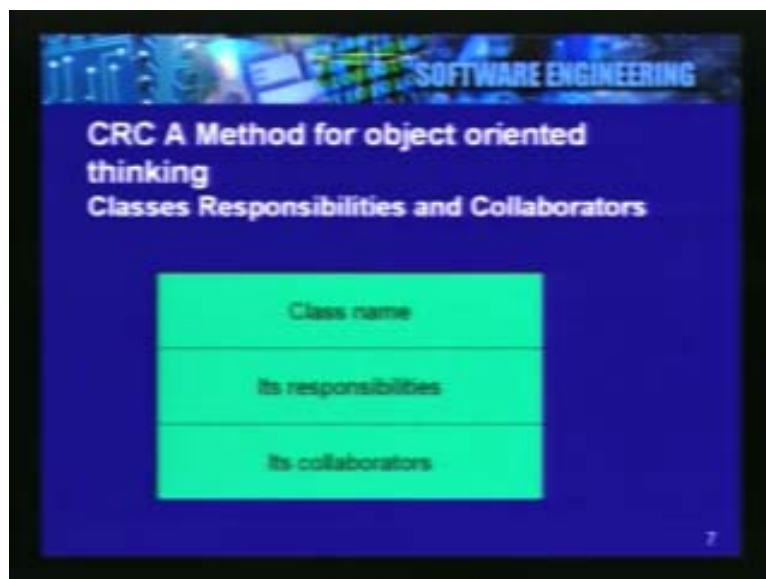 SOFTWARE ENGINEERING
CRC A Method for object oriented
thinking
Classes Responsibilities and Collaborators
Class name
Its responsibilities
Its collaborators
7